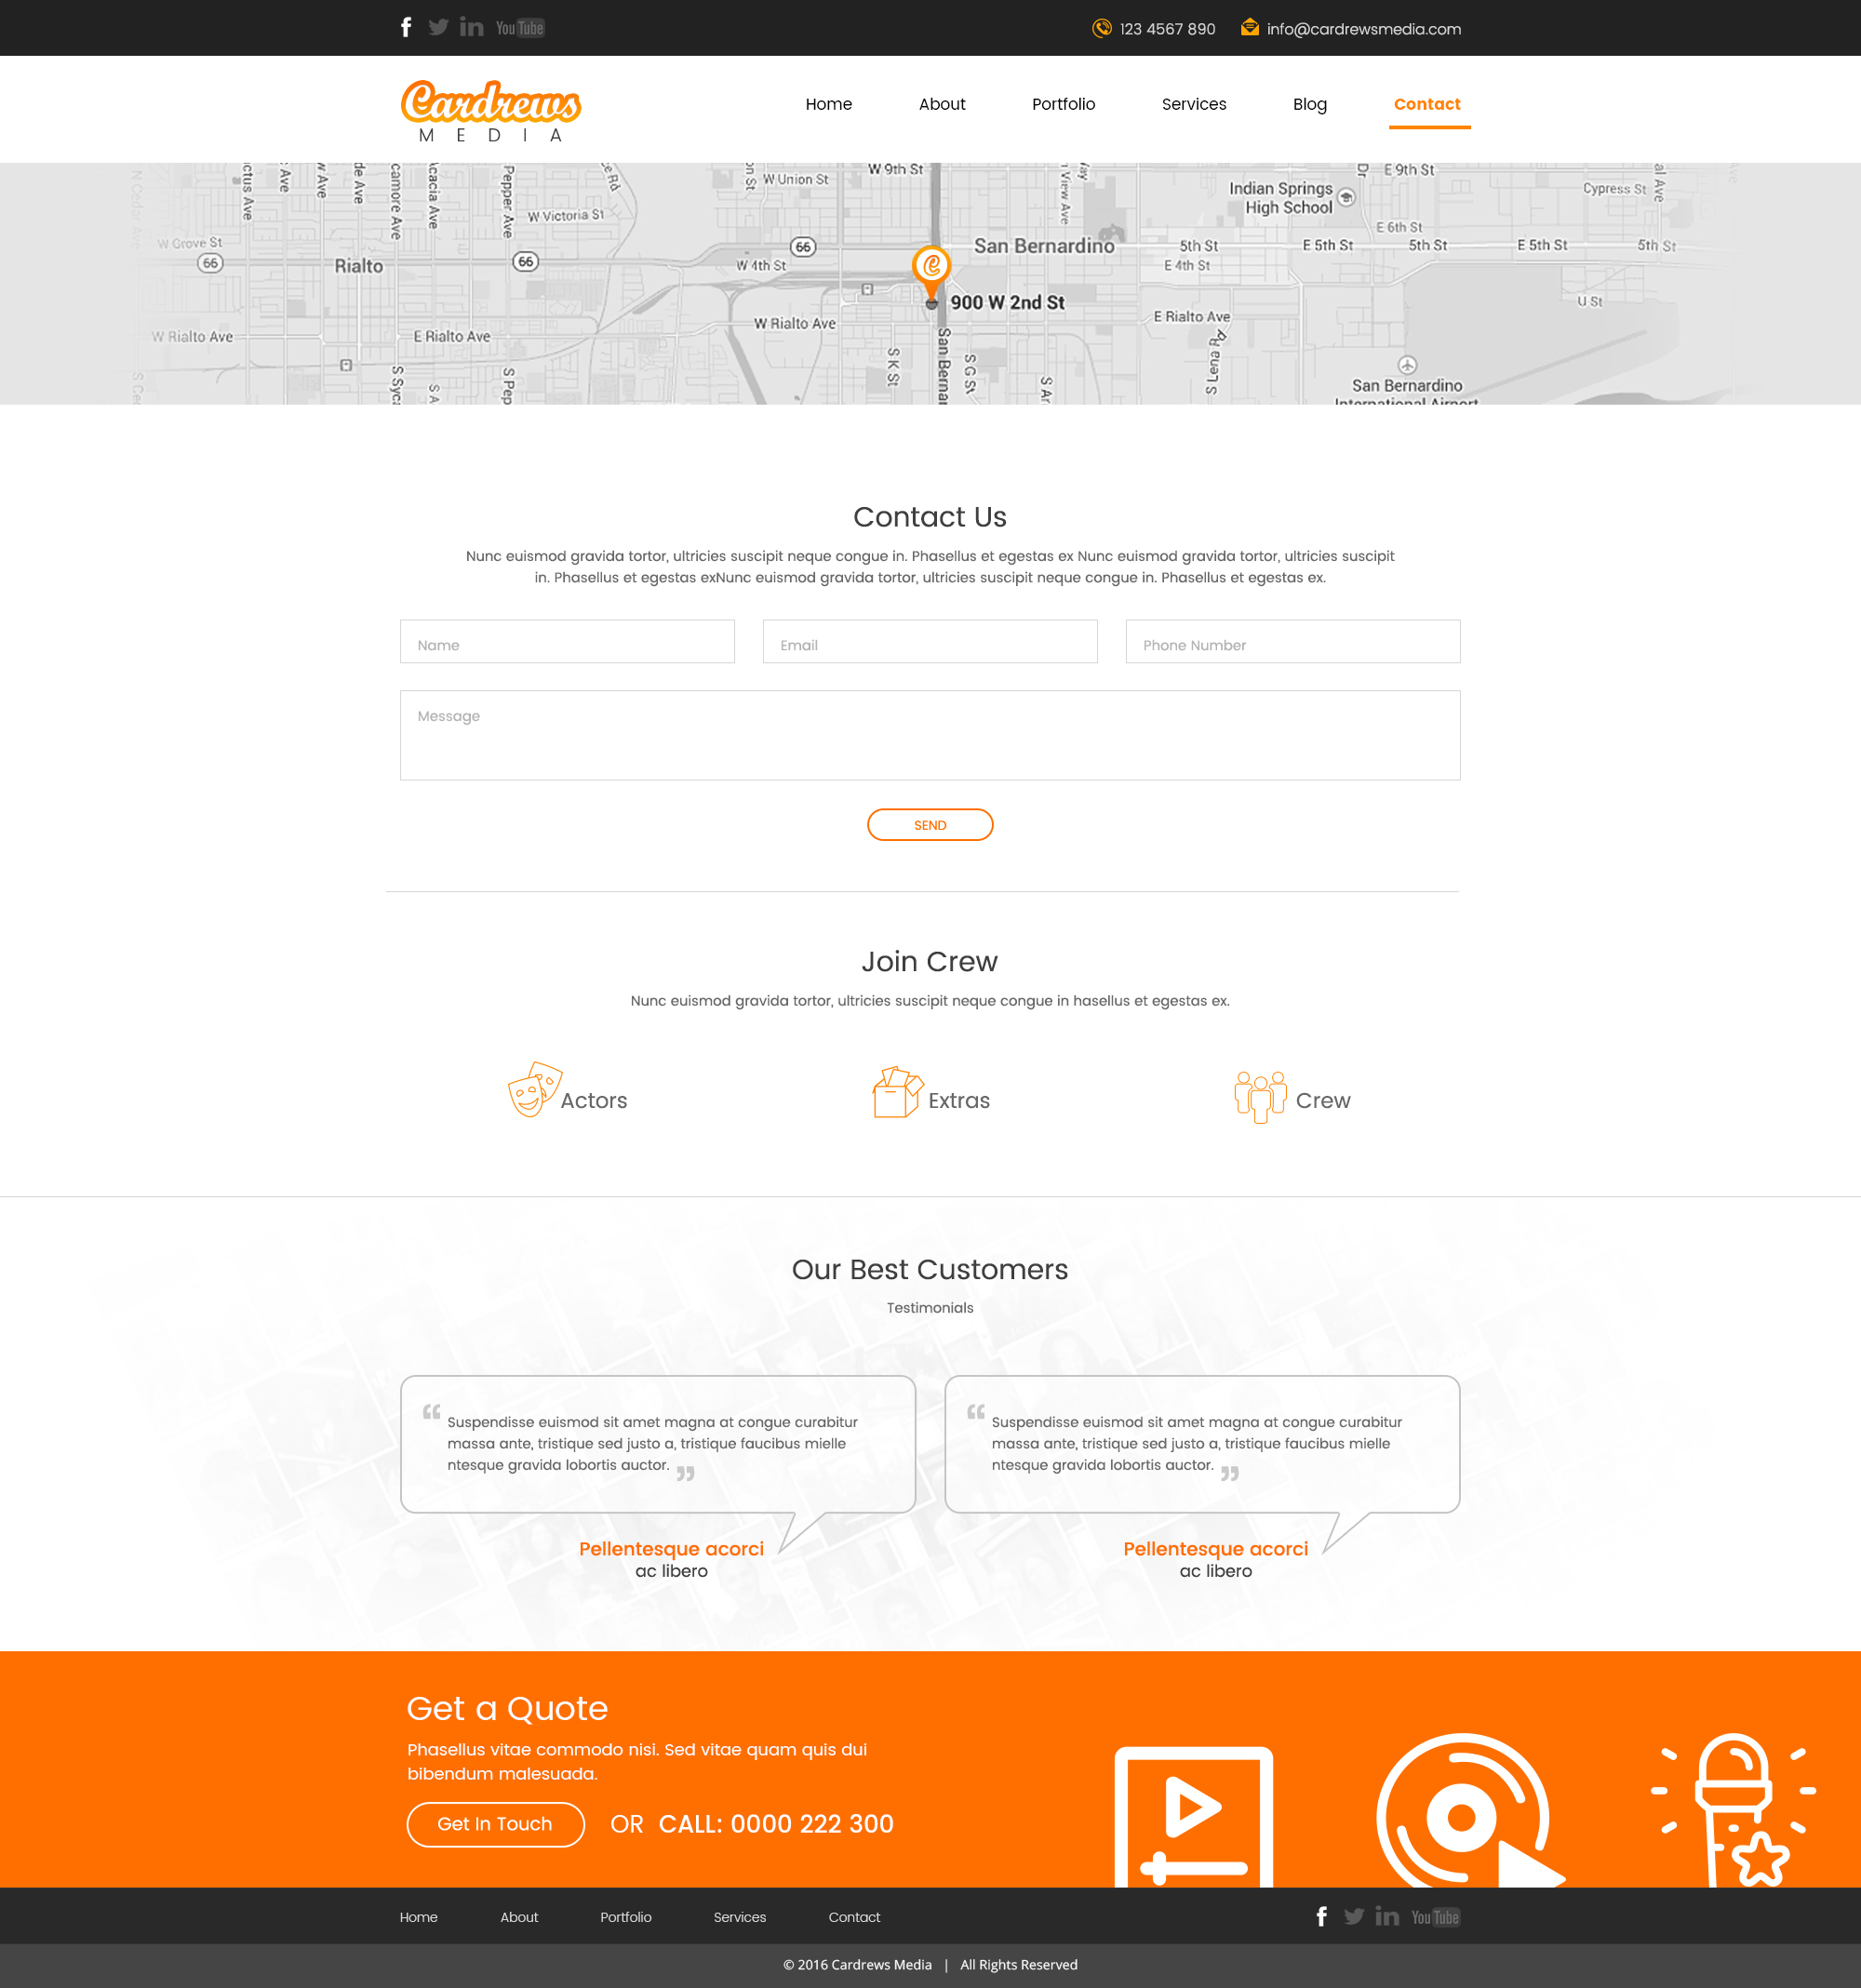 f in You Tube
123 4567 890 info@cardrewsmedia.com
Cardrews
MEDIA
Home About Portfolio Services Blog Contact
N Cedar Ave
Pepper Ave
W Victoria St
W Union St
W 9th St
Indian Springs
High School
E 9th St
Cypress St
W Grove St
66
Rialto
66
66
W 4th St
San Bernardino
5th St
E 4th St
E 5th St
E 6th St
5th St
E 5th St
5th St
900 W 2nd St
U St
W Rialto Ave
E Rialto Ave
W Rialto Ave
E Rialto Ave
S K St
S G St
S Lena Rd
San Bernardino
International Airport
Contact Us
Nunc euismod gravida tortor, ultricies suscipit neque congue in. Phasellus et egestas ex Nunc euismod gravida tortor, ultricies suscipit
in. Phasellus et egestas exNunc euismod gravida tortor, ultricies suscipit neque congue in. Phasellus et egestas ex.
Name Email Phone Number
Message
SEND
Join Crew
Nunc euismod gravida tortor, ultricies suscipit neque congue in hasellus et egestas ex.
Actors Extras Crew
Our Best Customers
Testimonials
“ Suspendisse euismod sit amet magna at congue curabitur
massa ante, tristique sed justo a, tristique faucibus mielle
ntesque gravida lobortis auctor. ”
Pellentesque acorci
ac libero
“ Suspendisse euismod sit amet magna at congue curabitur
massa ante, tristique sed justo a, tristique faucibus mielle
ntesque gravida lobortis auctor. ”
Pellentesque acorci
ac libero
Get a Quote
Phasellus vitae commodo nisi. Sed vitae quam quis dui
bibendum malesuada.
Get In Touch OR CALL: 0000 222 300
Home About Portfolio Services Contact
f in You Tube
© 2016 Cardrews Media | All Rights Reserved